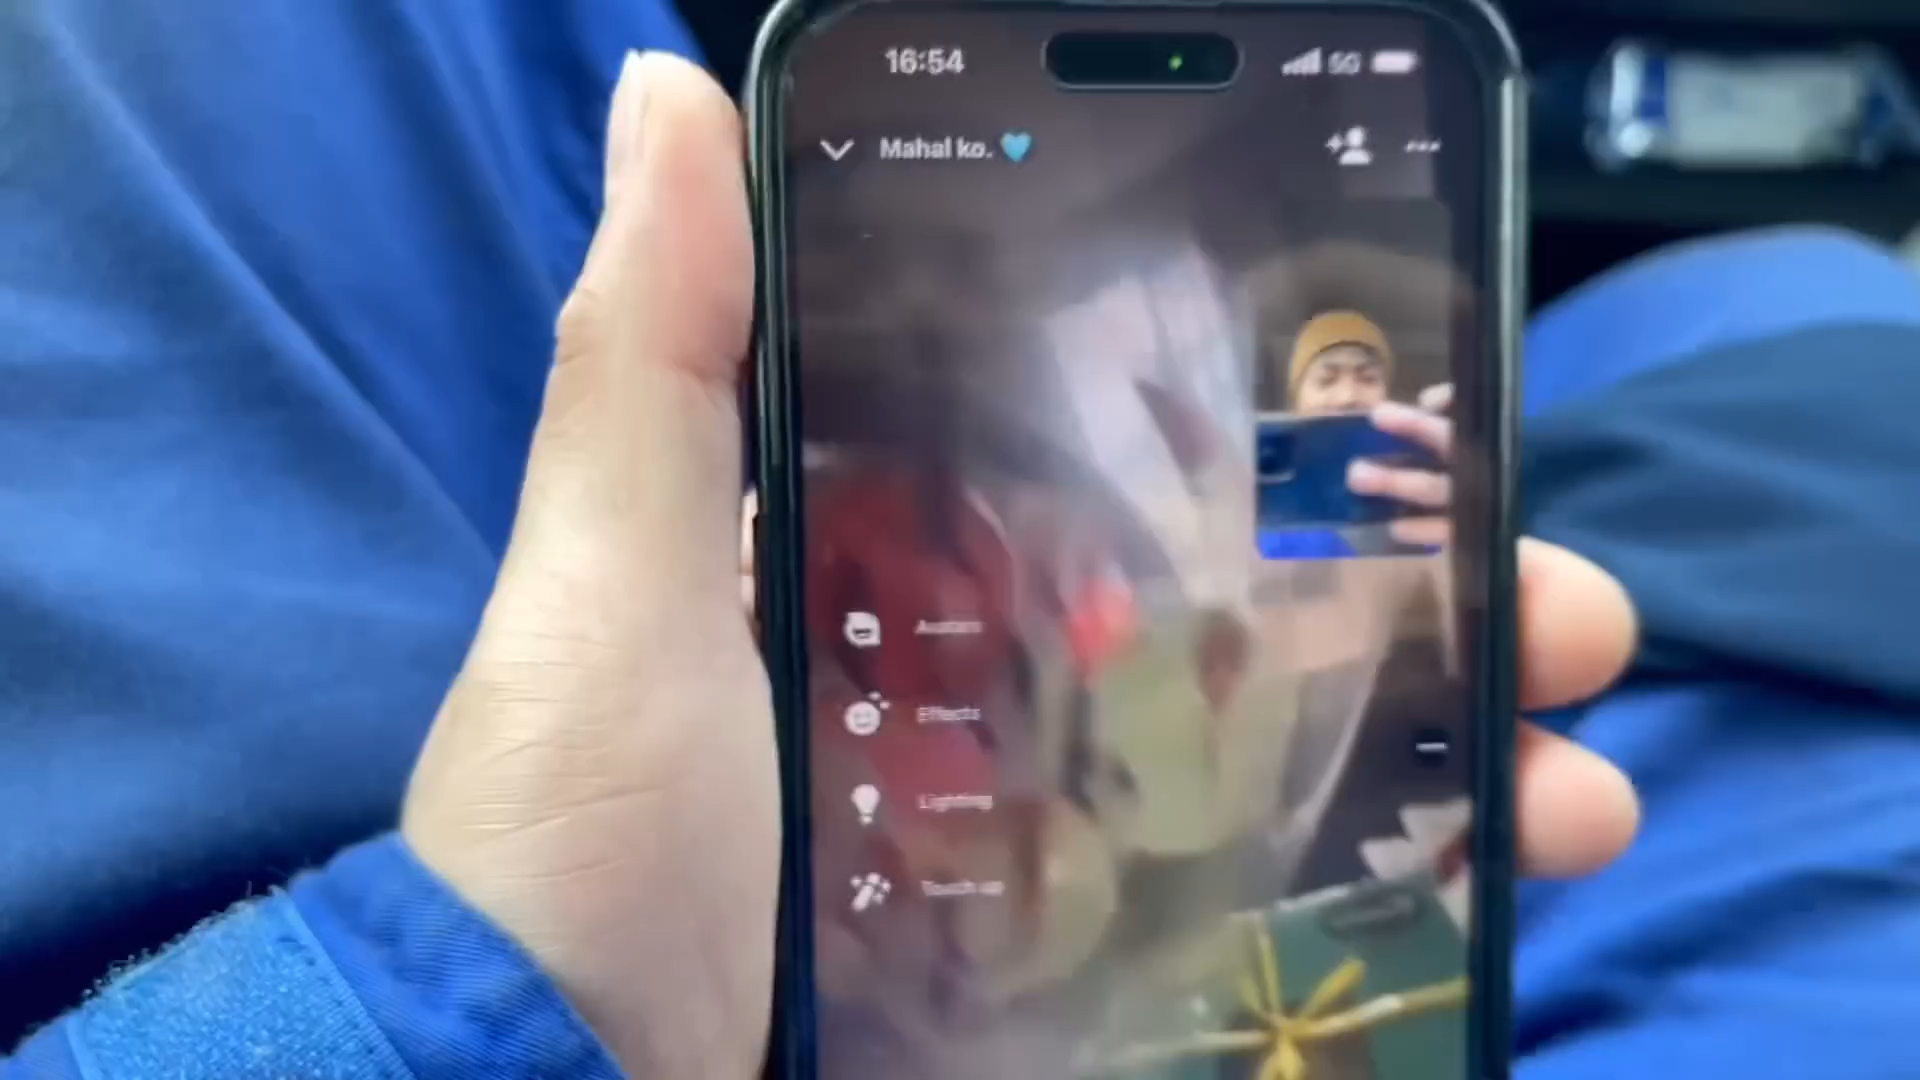 16:54 5G
Mahal ko. 🩵
Avatars
Effects
Lighting
Touch up